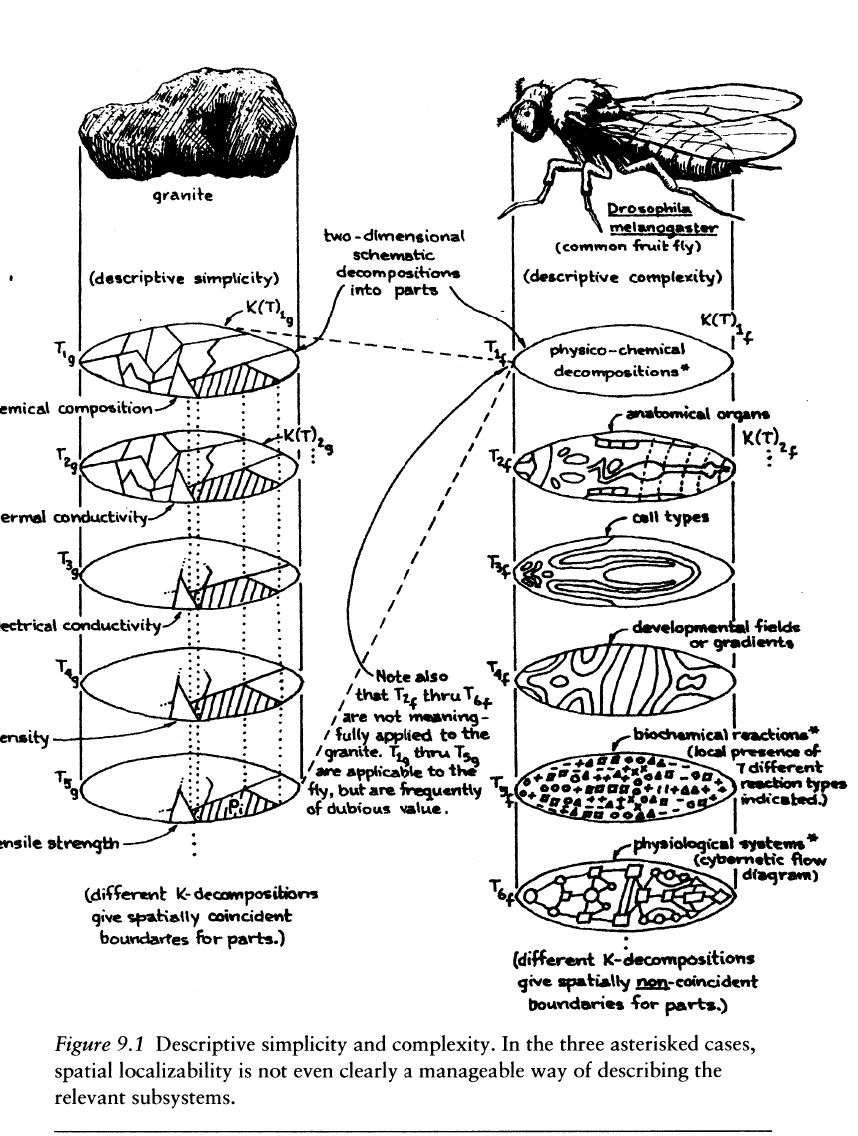 granite
Drosophila
melanogaster
(common fruit fly)
two-dimensional
schematic
decompositions
into parts
(descriptive simplicity)
(descriptive complexity)
K(T)1g
K(T)1f
T1g
T1f
physico-chemical
decompositions*
emical composition
anatomical organs
K(T)2g
K(T)2f
T2g
T2f
ermal conductivity
cell types
T3g
T3f
ectrical conductivity
developmental fields
or gradients
T4g
T4f
Note also
that T2f thru T6f
are not meaning-
fully applied to the
granite. T1g thru T5g
are applicable to the
fly, but are frequently
of dubious value.
ensity
biochemical reactions*
(local presence of
7 different
reaction types
indicated.)
T5g
T5f
Pi
ensile strength
physiological systems*
(cybernetic flow
diagram)
T6f
(different K-decompositions
give spatially coincident
boundaries for parts.)
(different K-decompositions
give spatially non-coincident
boundaries for parts.)
Figure 9.1 Descriptive simplicity and complexity. In the three asterisked cases,
spatial localizability is not even clearly a manageable way of describing the
relevant subsystems.